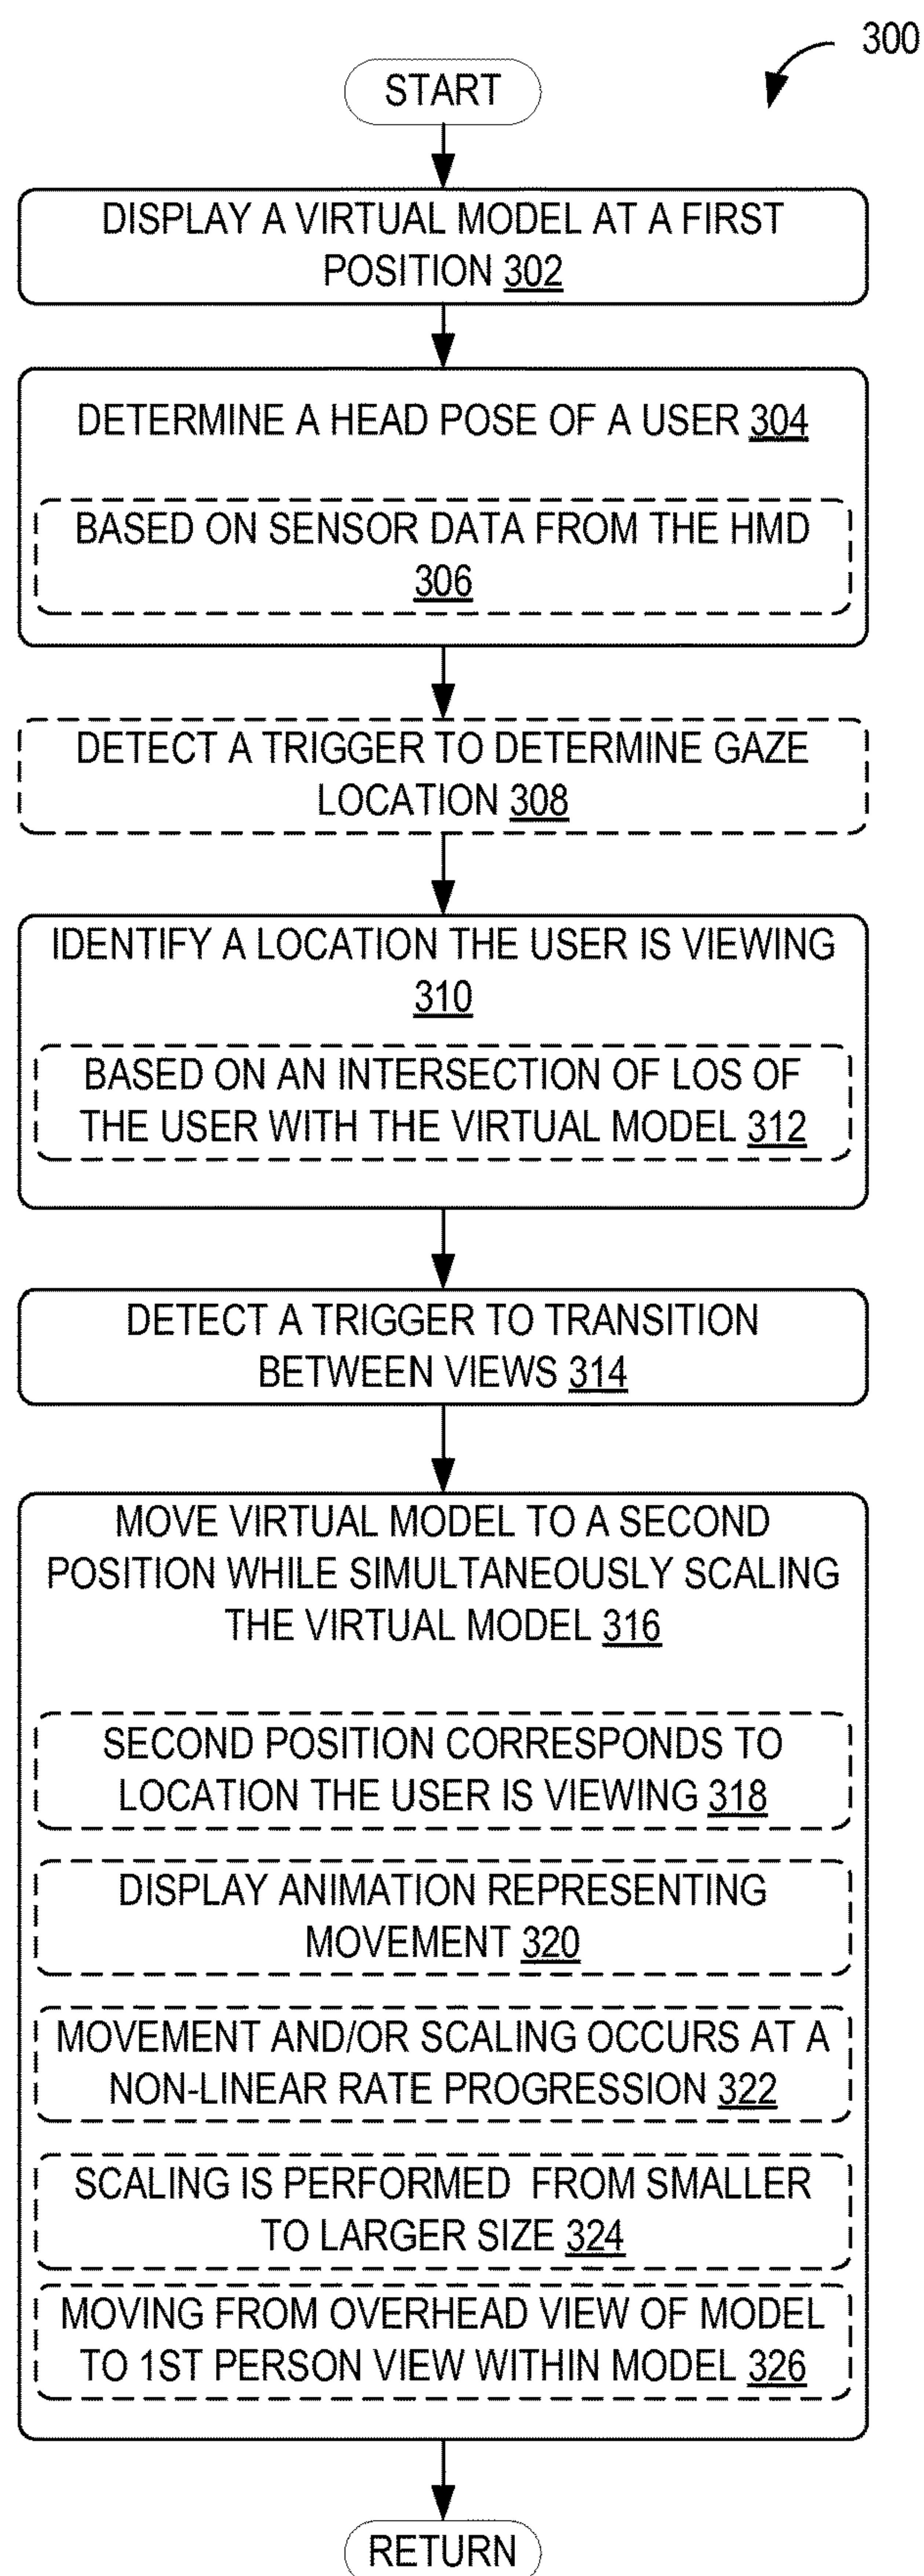 300
START
DISPLAY A VIRTUAL MODEL AT A FIRST
POSITION 302
DETERMINE A HEAD POSE OF A USER 304
BASED ON SENSOR DATA FROM THE HMD
306
DETECT A TRIGGER TO DETERMINE GAZE
LOCATION 308
IDENTIFY A LOCATION THE USER IS VIEWING
310
BASED ON AN INTERSECTION OF LOS OF
THE USER WITH THE VIRTUAL MODEL 312
DETECT A TRIGGER TO TRANSITION
BETWEEN VIEWS 314
MOVE VIRTUAL MODEL TO A SECOND
POSITION WHILE SIMULTANEOUSLY SCALING
THE VIRTUAL MODEL 316
SECOND POSITION CORRESPONDS TO
LOCATION THE USER IS VIEWING 318
DISPLAY ANIMATION REPRESENTING
MOVEMENT 320
MOVEMENT AND/OR SCALING OCCURS AT A
NON-LINEAR RATE PROGRESSION 322
SCALING IS PERFORMED FROM SMALLER
TO LARGER SIZE 324
MOVING FROM OVERHEAD VIEW OF MODEL
TO 1ST PERSON VIEW WITHIN MODEL 326
RETURN